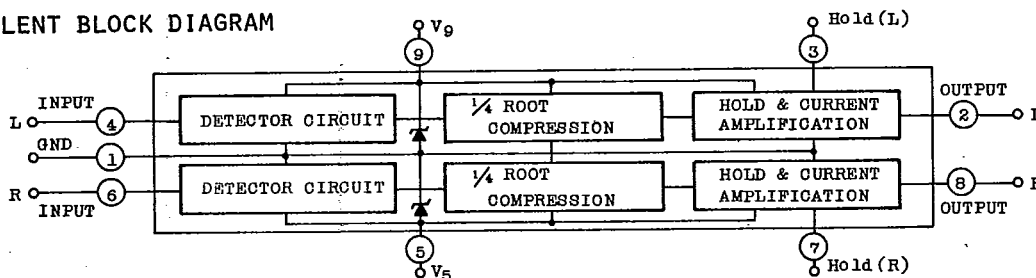 LENT BLOCK DIAGRAM
V9
9
Hold(L)
3
INPUT
L 4
DETECTOR CIRCUIT
1/4 ROOT
COMPRESSION
HOLD & CURRENT
AMPLIFICATION
OUTPUT
2
GND
1
R 6
INPUT
DETECTOR CIRCUIT
1/4 ROOT
COMPRESSION
HOLD & CURRENT
AMPLIFICATION
8
OUTPUT
5
V5
7
Hold(R)